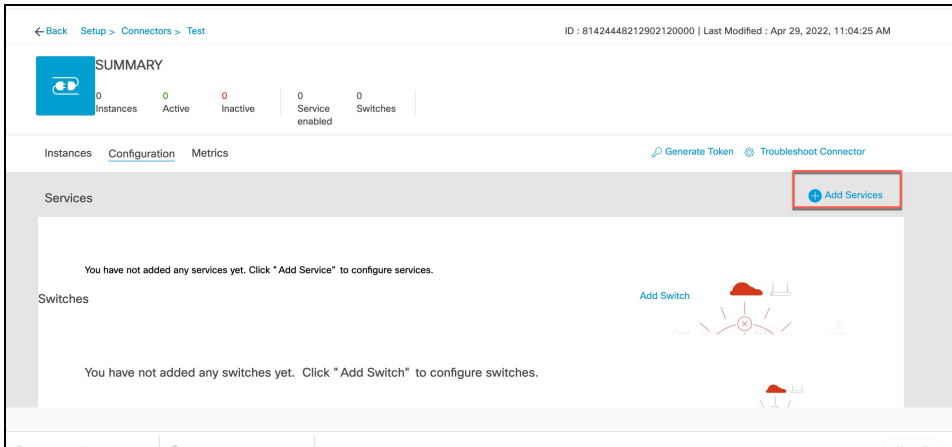 Back Setup > Connectors > Test
ID : 81424448212902120000 | Last Modified : Apr 29, 2022, 11:04:25 AM
SUMMARY
0 0 0 0 0
Instances Active Inactive Service enabled Switches
Instances Configuration Metrics
Generate Token Troubleshoot Connector
Services
Add Services
You have not added any services yet. Click "Add Service" to configure services.
Switches
Add Switch
You have not added any switches yet. Click "Add Switch" to configure switches.